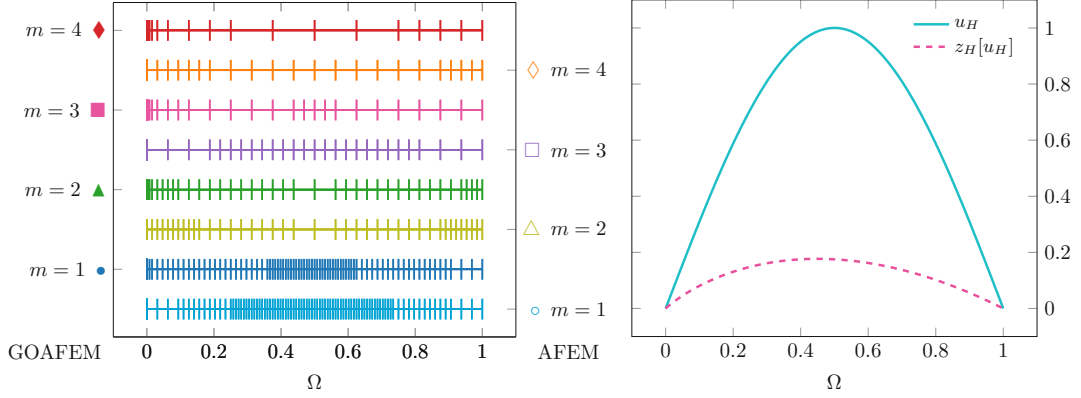 m = 4
m = 4
m = 3
m = 3
m = 2
m = 2
m = 1
m = 1
GOAFEM
AFEM
0 0.2 0.4 0.6 0.8 1
Ω
u_H
z_H[u_H]
1
0.8
0.6
0.4
0.2
0
0 0.2 0.4 0.6 0.8 1
Ω